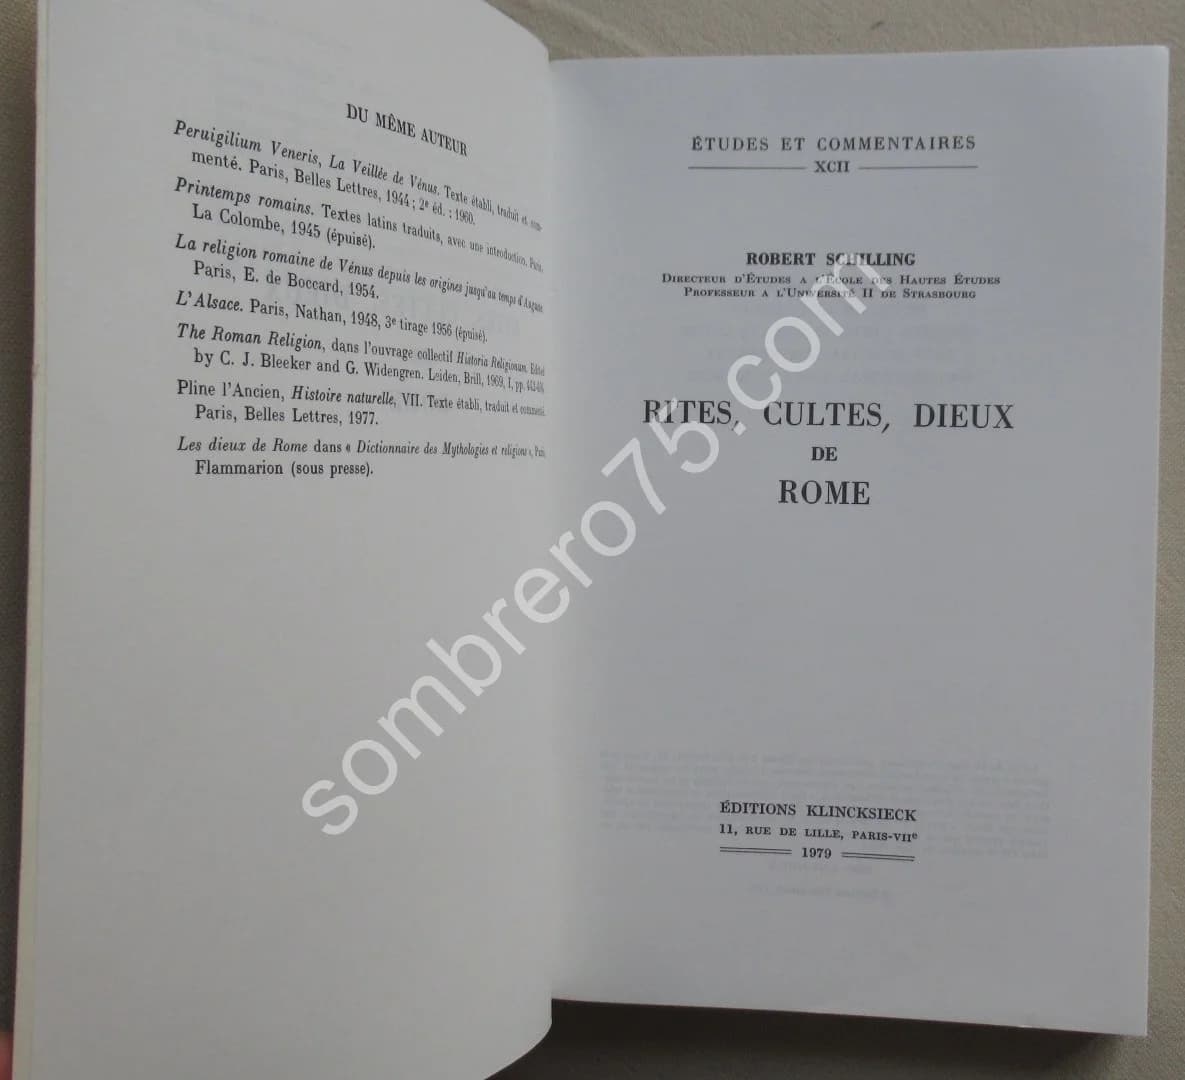 DU MÊME AUTEUR
Peruigilium Veneris, La Veillée de Vénus. Texte établi, traduit et com-
menté. Paris, Belles Lettres, 1944 ; 2e éd. : 1960.
Printemps romains. Textes latins traduits, avec une introduction. Paris,
La Colombe, 1945 (épuisé).
La religion romaine de Vénus depuis les origines jusqu'au temps d'Auguste
Paris, E. de Boccard, 1954.
L'Alsace. Paris, Nathan, 1948, 3e tirage 1956 (épuisé).
The Roman Religion, dans l'ouvrage collectif Historia Religionum. Edited
by C. J. Bleeker and G. Widengren. Leiden, Brill, 1969, I, pp.
Pline l'Ancien, Histoire naturelle, VII. Texte établi, traduit et commenté.
Paris, Belles Lettres, 1977.
Les dieux de Rome dans « Dictionnaire des Mythologies et religions », Paris,
Flammarion (sous presse).
ÉTUDES ET COMMENTAIRES
XCII
ROBERT SCHILLING
Directeur d'Études a l'École des Hautes Études
Professeur a l'Université II de Strasbourg
RITES, CULTES, DIEUX
DE
ROME
ÉDITIONS KLINCKSIECK
11, RUE DE LILLE, PARIS-VIIe
1979
sombrero75.com